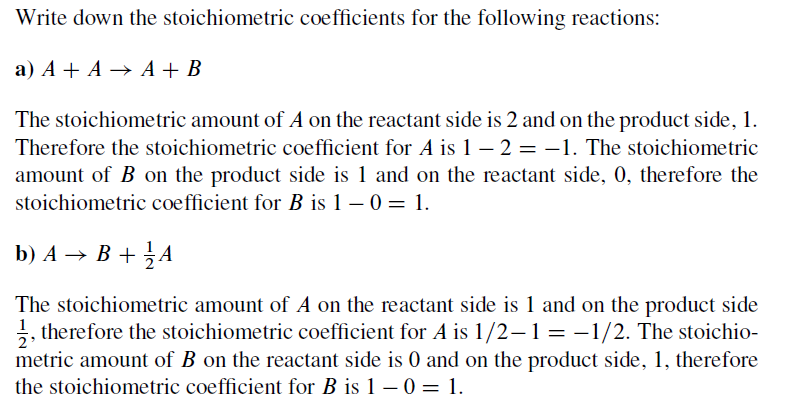 Write down the stoichiometric coefficients for the following reactions:
a) A + A → A + B
The stoichiometric amount of A on the reactant side is 2 and on the product side, 1.
Therefore the stoichiometric coefficient for A is 1 − 2 = −1. The stoichiometric
amount of B on the product side is 1 and on the reactant side, 0, therefore the
stoichiometric coefficient for B is 1 − 0 = 1.
b) A → B + ½A
The stoichiometric amount of A on the reactant side is 1 and on the product side
½, therefore the stoichiometric coefficient for A is 1/2−1 = −1/2. The stoichio-
metric amount of B on the reactant side is 0 and on the product side, 1, therefore
the stoichiometric coefficient for B is 1 − 0 = 1.